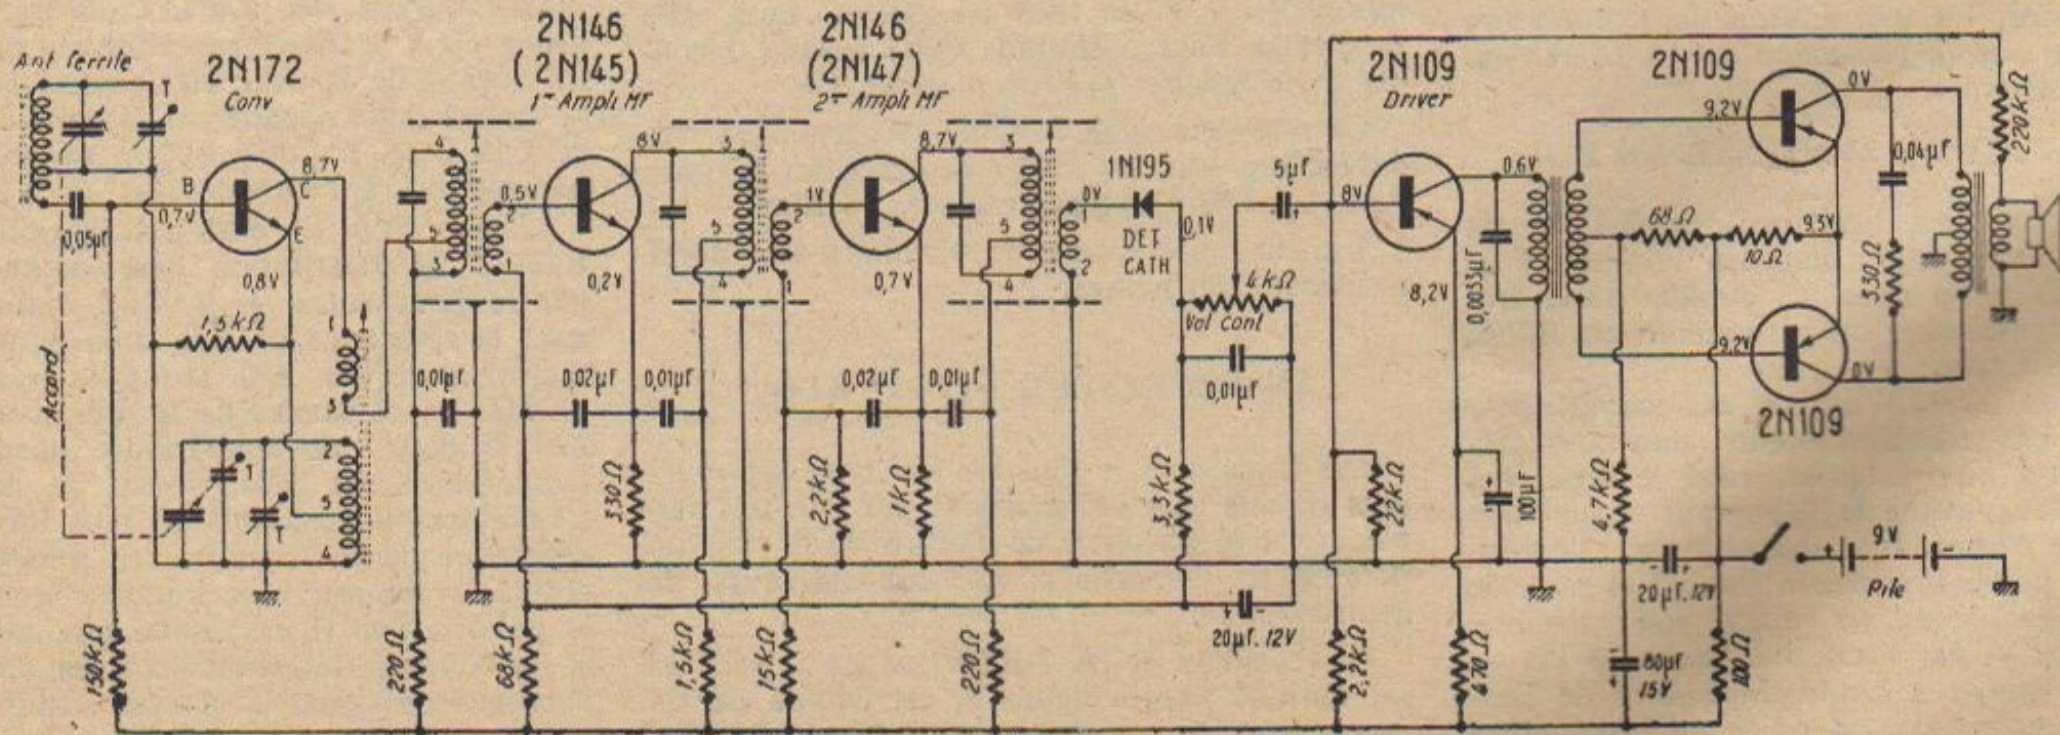 Ant ferrite
T
2N172
Conv
2N146
(2N145)
1re Ampli MF
2N146
(2N147)
2me Ampli MF
2N109
Driver
2N109
0V
9,2V
220kΩ
0,04µF
330Ω
B
C
E
8,7V
0,7V
0,05µF
0,8V
1,5kΩ
Accord
4
2
3
0,5V
2
1
8V
0,2V
3
5
4
2
1
1V
8,7V
0,7V
3
5
4
0V
1
2
1N195
DET
CATH
0,1V
5µF
4kΩ
Vol cont
0,01µF
8V
0,6V
8,2V
0,0033µF
68Ω
9,5V
10Ω
9,2V
0V
2N109
1
3
2
5
4
T
T
0,01µF
0,02µF
0,01µF
0,02µF
0,01µF
330Ω
2,2kΩ
1kΩ
3,3kΩ
22kΩ
100µF
4,7kΩ
9V
Pile
+
-
20µF.12V
- +
+ -
20µF.12V
150kΩ
220Ω
68kΩ
1,5kΩ
15kΩ
220Ω
2,2kΩ
470Ω
80µF
15V
100Ω